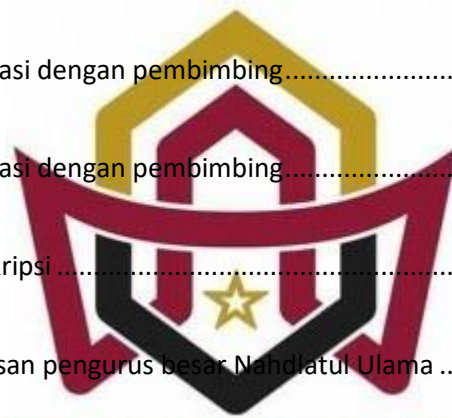 asi dengan pembimbing....................
asi dengan pembimbing....................
ripsi ..........................................
san pengurus besar Nahdlatul Ulama ..